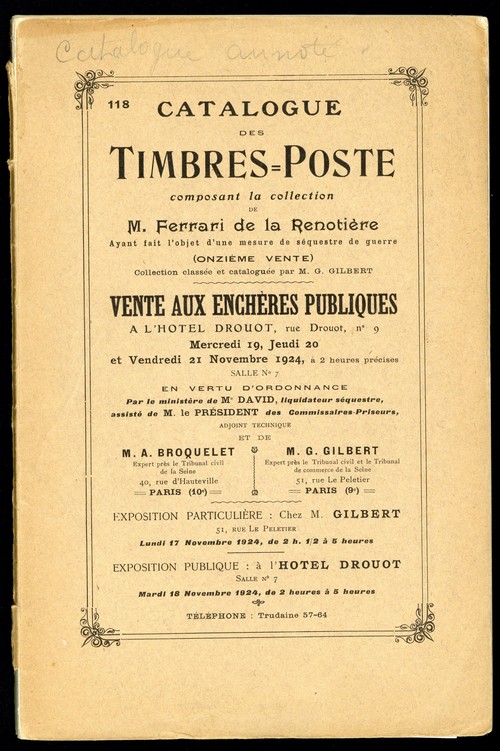 Catalogue annoté
118 CATALOGUE
DES
TIMBRES=POSTE
composant la collection
DE
M. Ferrari de la Renotière
Ayant fait l'objet d'une mesure de séquestre de guerre
(ONZIÈME VENTE)
Collection classée et cataloguée par M. G. GILBERT
VENTE AUX ENCHÈRES PUBLIQUES
A L'HOTEL DROUOT, rue Drouot, nº 9
Mercredi 19, Jeudi 20
et Vendredi 21 Novembre 1924, à 2 heures précises
SALLE Nº 7
EN VERTU D'ORDONNANCE
Par le ministère de Mᵉ DAVID, liquidateur séquestre,
assisté de M. le PRÉSIDENT des Commissaires-Priseurs,
ADJOINT TECHNIQUE
ET DE
M. A. BROQUELET
Expert près le Tribunal civil
de la Seine
40, rue d'Hauteville
PARIS (10ᵉ)
M. G. GILBERT
Expert près le Tribunal civil et le Tribunal
de commerce de la Seine
51, rue Le Peletier
PARIS (9ᵉ)
EXPOSITION PARTICULIÈRE : Chez M. GILBERT
51, RUE LE PELETIER
Lundi 17 Novembre 1924, de 2 h. 1/2 à 5 heures
EXPOSITION PUBLIQUE : à l'HOTEL DROUOT
SALLE Nº 7
Mardi 18 Novembre 1924, de 2 heures à 5 heures
TÉLÉPHONE : Trudaine 57-64